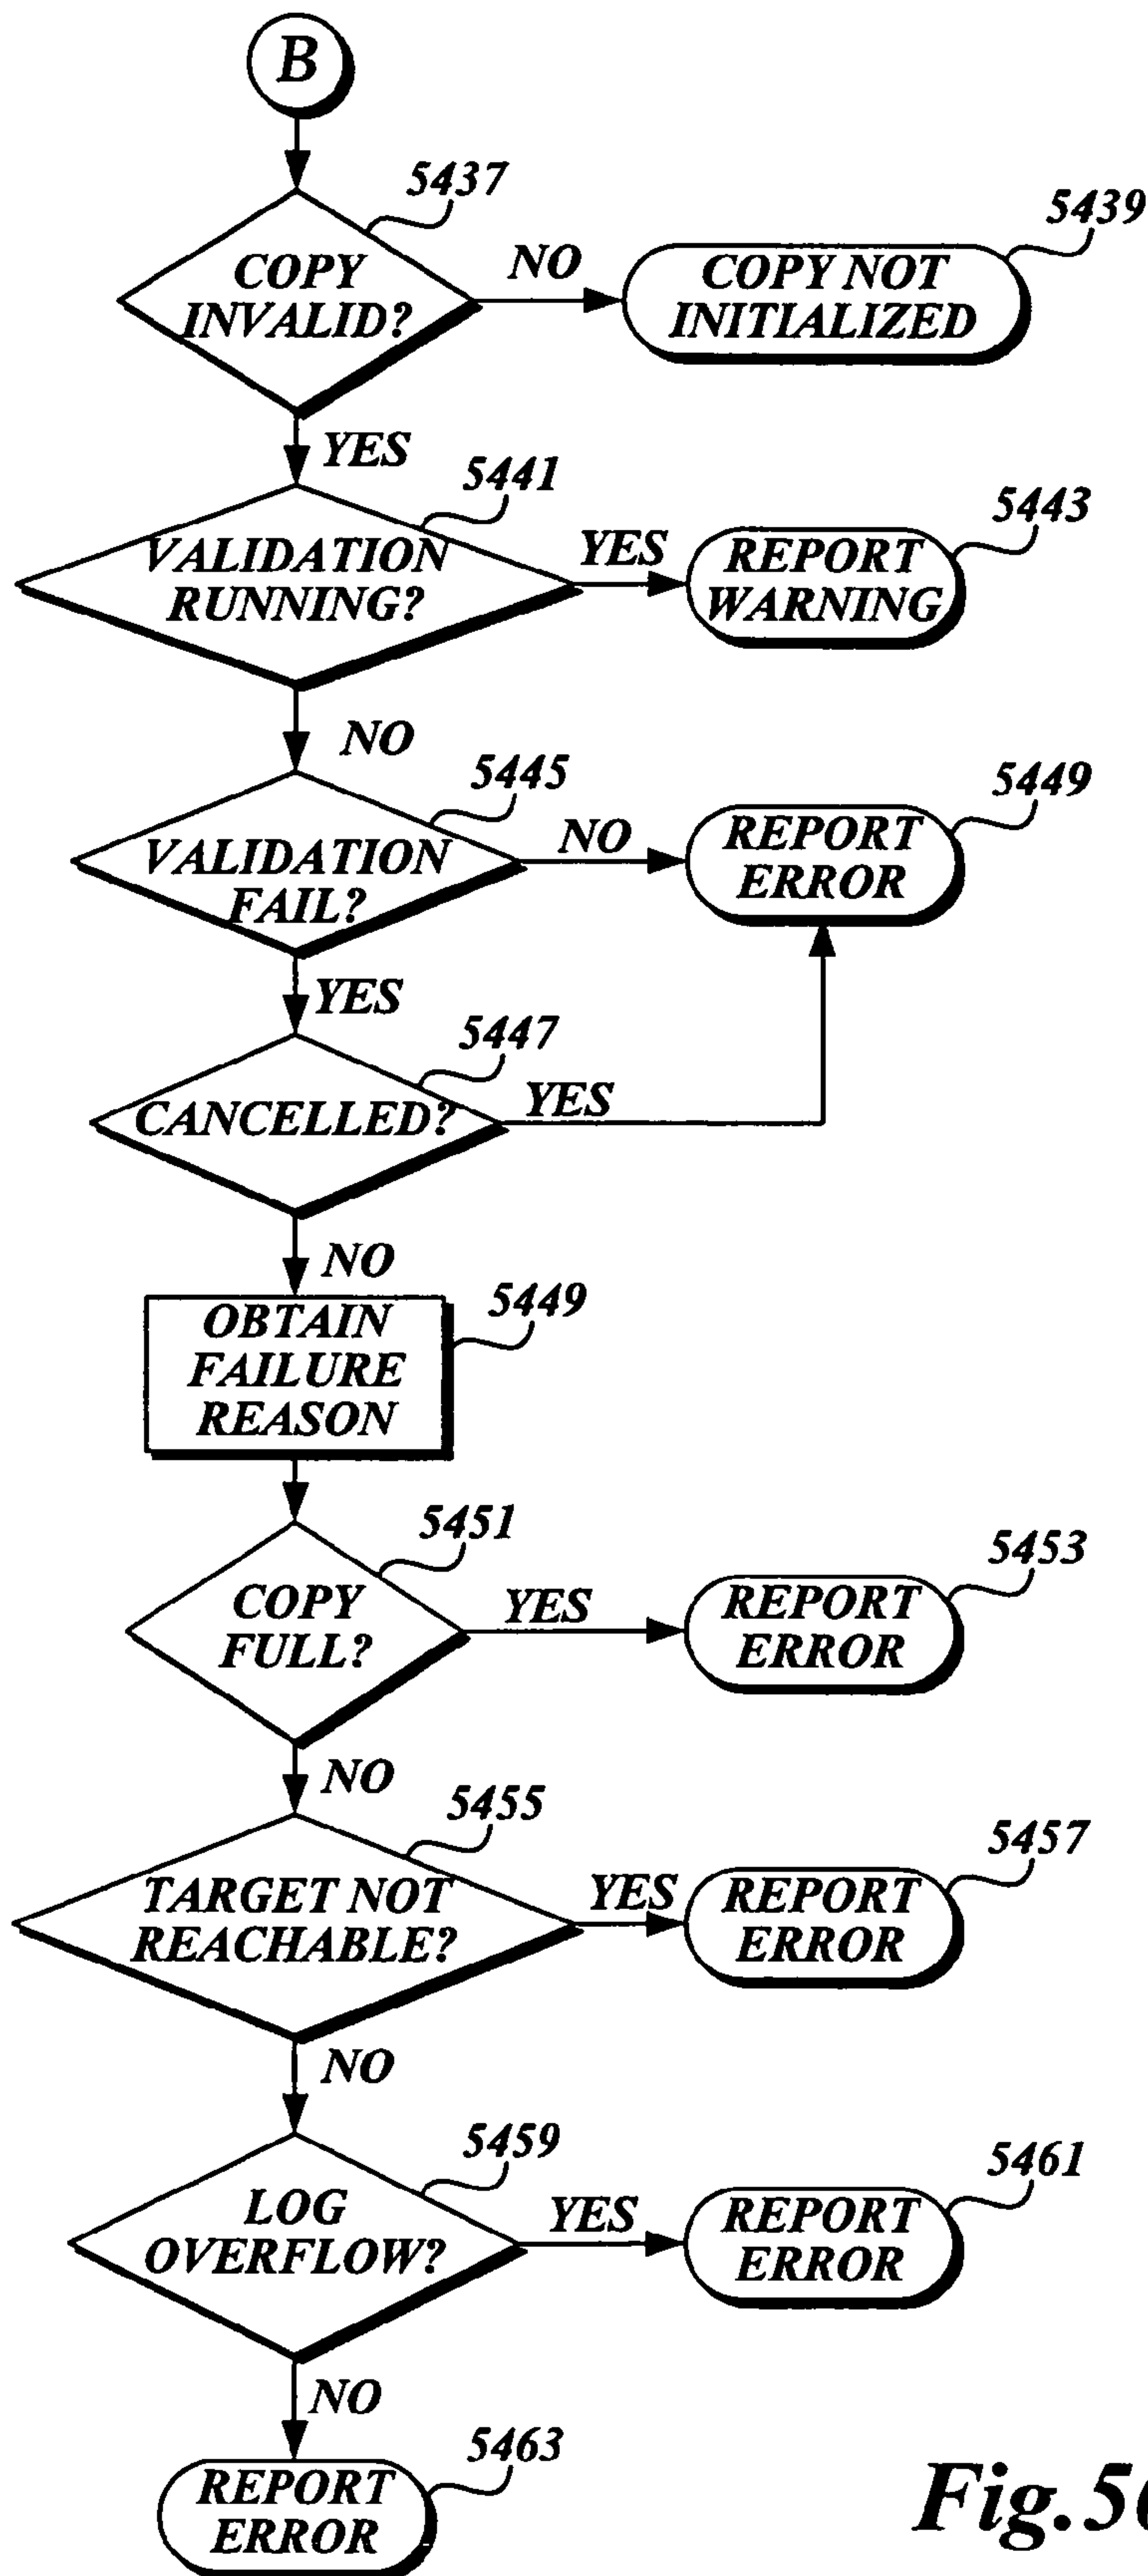 B
5437
COPY
INVALID?
NO
5439
COPY NOT
INITIALIZED
YES
5441
VALIDATION
RUNNING?
YES
5443
REPORT
WARNING
NO
5445
VALIDATION
FAIL?
NO
5449
REPORT
ERROR
YES
5447
CANCELLED?
YES
NO
5449
OBTAIN
FAILURE
REASON
5451
COPY
FULL?
YES
5453
REPORT
ERROR
NO
5455
TARGET NOT
REACHABLE?
YES
5457
REPORT
ERROR
NO
5459
LOG
OVERFLOW?
YES
5461
REPORT
ERROR
NO
5463
REPORT
ERROR
Fig.